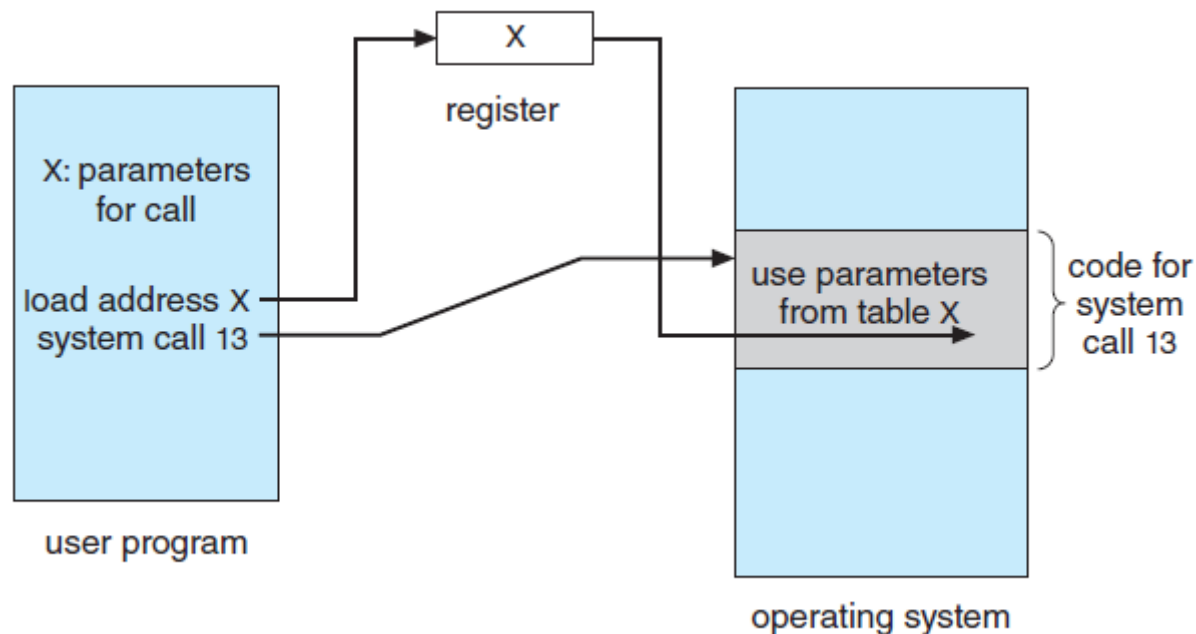 X
register
X: parameters
for call
load address X
system call 13
user program
use parameters
from table X
code for
system
call 13
operating system